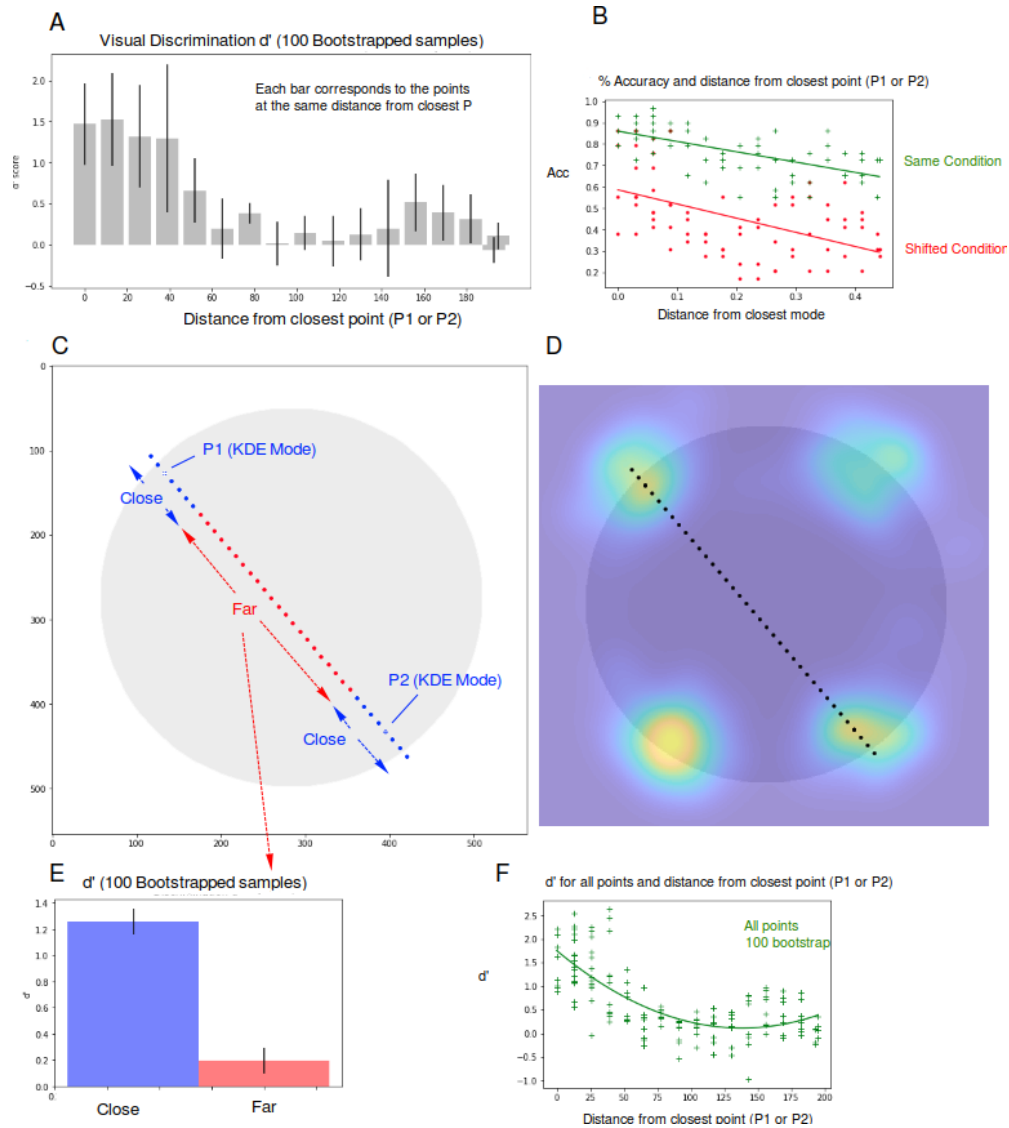 A
Visual Discrimination d' (100 Bootstrapped samples)
Each bar corresponds to the points
at the same distance from closest P
2.0
1.5
1.0
0.5
0.0
−0.5
0 20 40 60 80 100 120 140 160 180
Distance from closest point (P1 or P2)
B
% Accuracy and distance from closest point (P1 or P2)
Acc
1.0
0.9
0.8
0.7
0.6
0.5
0.4
0.3
0.2
0.0 0.1 0.2 0.3 0.4
Distance from closest mode
Same Condition
Shifted Condition
C
0
100
200
300
400
500
0 100 200 300 400 500
P1 (KDE Mode)
Close
Far
P2 (KDE Mode)
Close
D
E
d' (100 Bootstrapped samples)
1.4
1.2
1.0
0.8
0.6
0.4
0.2
0.0
d'
0.
Close Far
F
d' for all points and distance from closest point (P1 or P2)
All points
100 bootstrap
d'
2.5
2.0
1.5
1.0
0.5
0.0
−0.5
−1.0
0 25 50 75 100 125 150 175 200
Distance from closest point (P1 or P2)